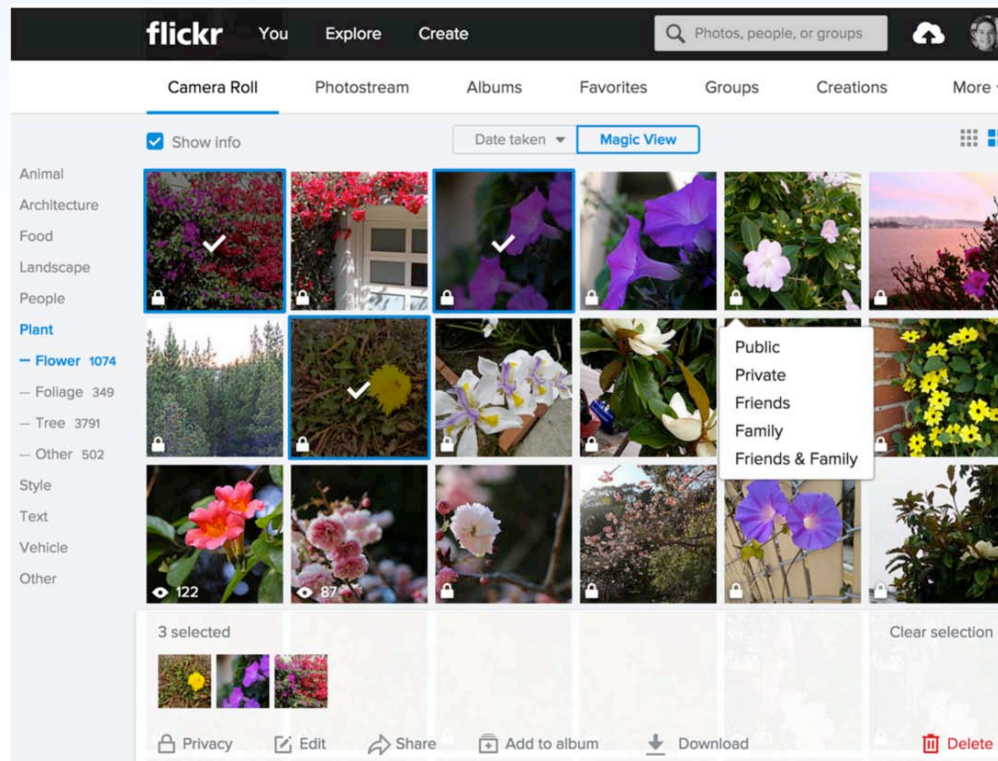 flickr You Explore Create Photos, people, or groups
Camera Roll Photostream Albums Favorites Groups Creations More
Show info Date taken Magic View
Animal
Architecture
Food
Landscape
People
Plant
— Flower 1074
— Foliage 349
— Tree 3791
— Other 502
Style
Text
Vehicle
Other
Public
Private
Friends
Family
Friends & Family
122 87
3 selected Clear selection
Privacy Edit Share Add to album Download Delete